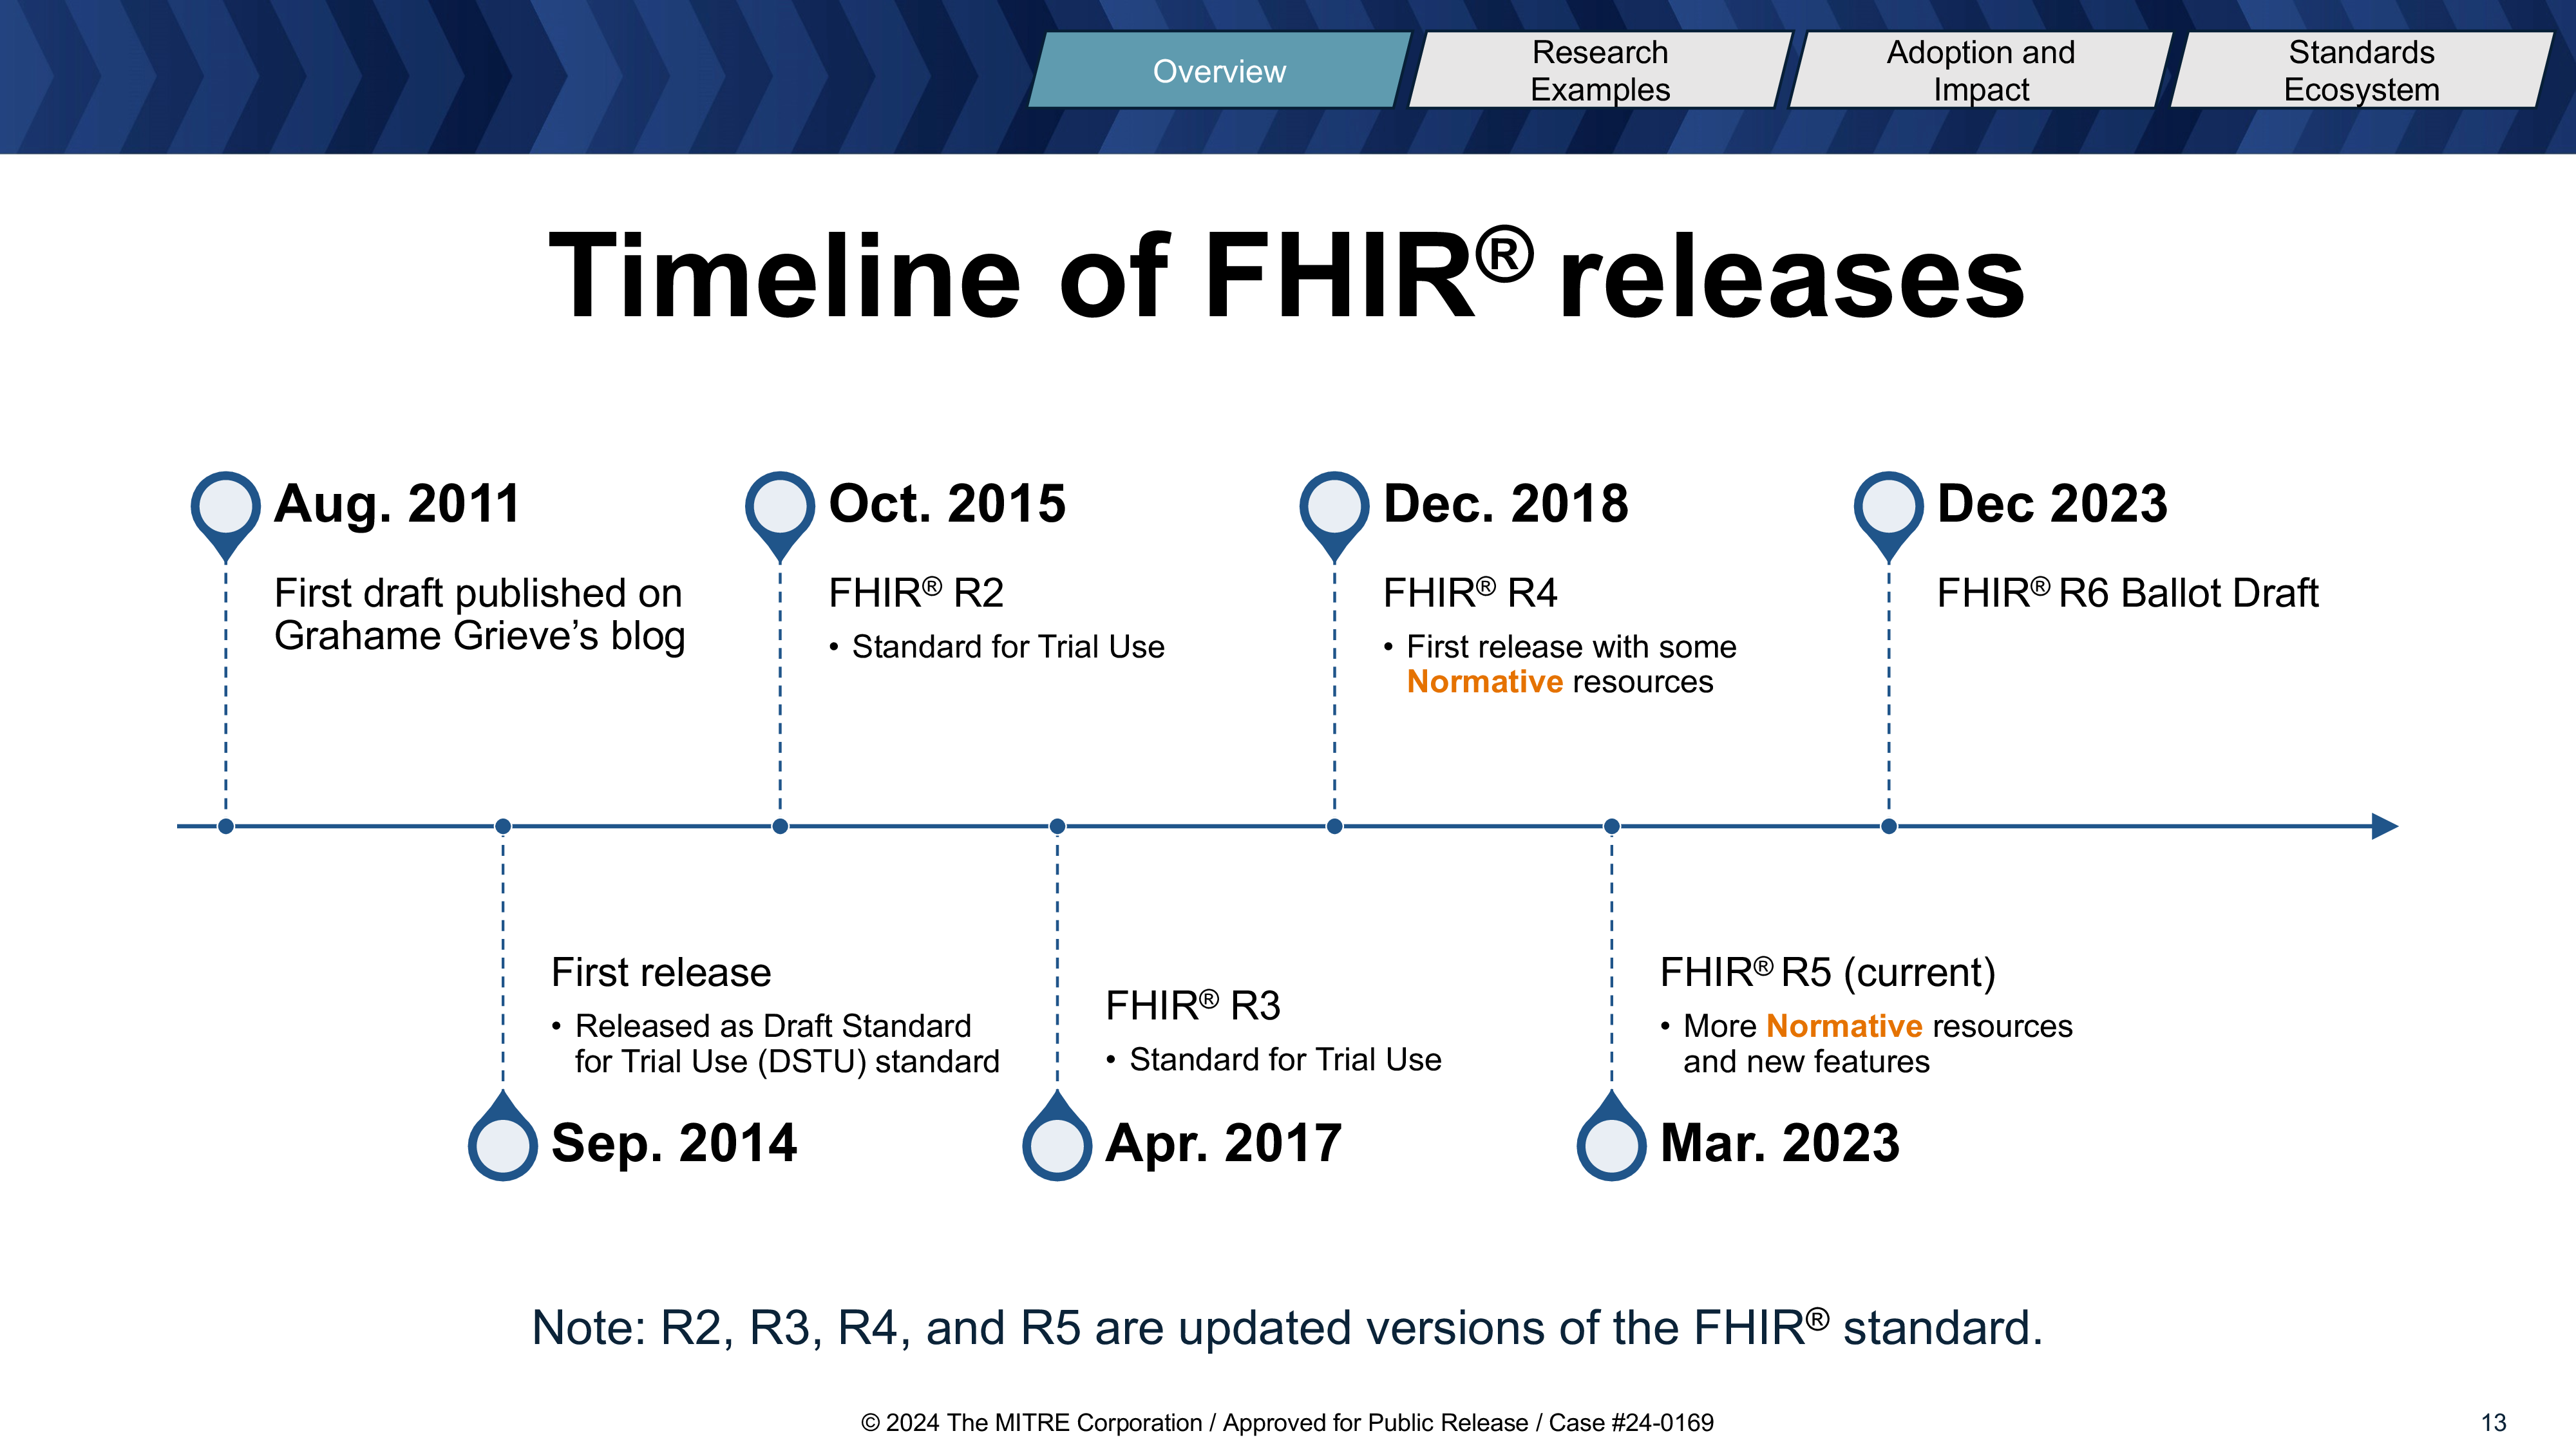 Overview
Research
Examples
Adoption and
Impact
Standards
Ecosystem
Timeline of FHIR® releases
Aug. 2011
First draft published on
Grahame Grieve’s blog
Oct. 2015
FHIR® R2
• Standard for Trial Use
Dec. 2018
FHIR® R4
• First release with some
Normative resources
Dec 2023
FHIR® R6 Ballot Draft
First release
• Released as Draft Standard
for Trial Use (DSTU) standard
Sep. 2014
FHIR® R3
• Standard for Trial Use
Apr. 2017
FHIR® R5 (current)
• More Normative resources
and new features
Mar. 2023
Note: R2, R3, R4, and R5 are updated versions of the FHIR® standard.
© 2024 The MITRE Corporation / Approved for Public Release / Case #24-0169
13